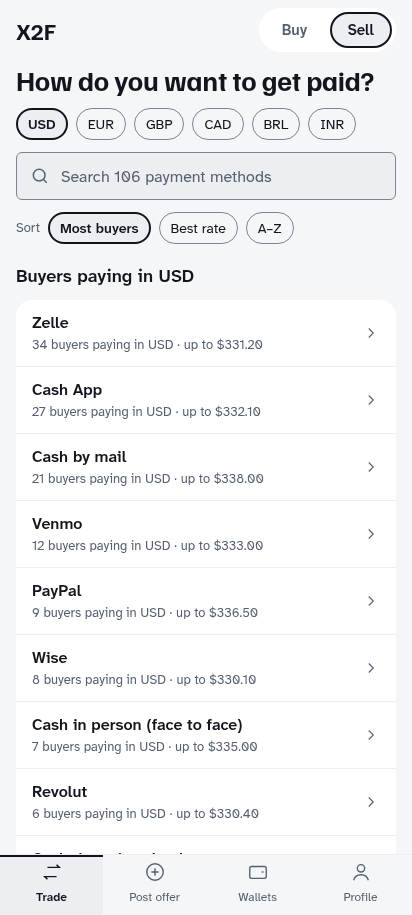 X2F
Buy
Sell
How do you want to get paid?
USD
EUR
GBP
CAD
BRL
INR
Search 106 payment methods
Sort
Most buyers
Best rate
A–Z
Buyers paying in USD
Zelle
34 buyers paying in USD · up to $331.20
Cash App
27 buyers paying in USD · up to $332.10
Cash by mail
21 buyers paying in USD · up to $338.00
Venmo
12 buyers paying in USD · up to $333.00
PayPal
9 buyers paying in USD · up to $336.50
Wise
8 buyers paying in USD · up to $330.10
Cash in person (face to face)
7 buyers paying in USD · up to $335.00
Revolut
6 buyers paying in USD · up to $330.40
Trade
Post offer
Wallets
Profile